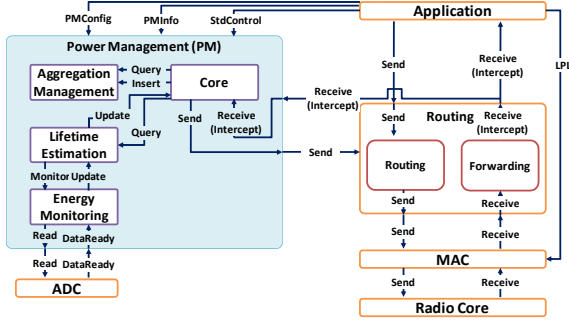 PMConfig
PMInfo
StdControl
Application
Power Management (PM)
Aggregation
Management
Query
Insert
Core
Send
Receive
(Intercept)
LPL
Receive
(Intercept)
Update
Query
Send
Receive
(Intercept)
Send
Routing
Receive
(Intercept)
Lifetime
Estimation
Send
Routing
Forwarding
Monitor
Update
Energy
Monitoring
Send
Receive
Read
DataReady
Send
Receive
Read
DataReady
MAC
ADC
Send
Receive
Radio Core